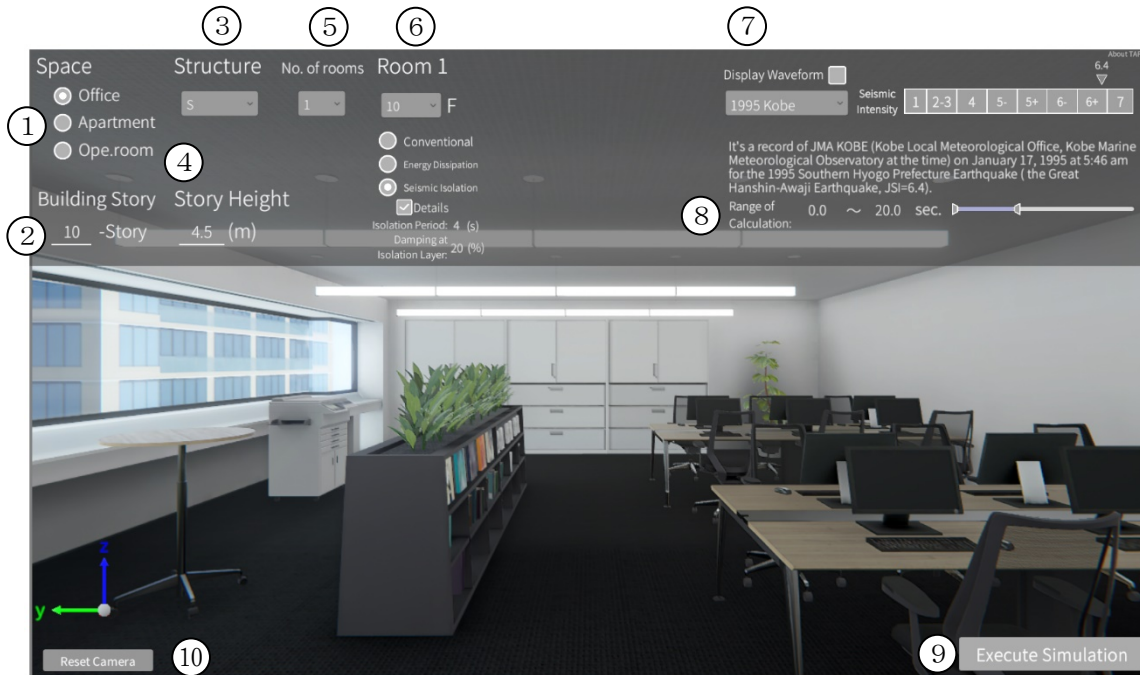 ③ ⑤ ⑥ ⑦
Space Structure No. of rooms Room 1
About TAF
6.4
Office S 1 10 F
Display Waveform
1995 Kobe
Seismic Intensity 1 2-3 4 5- 5+ 6- 6+ 7
① Apartment
Ope.room ④
Conventional
Energy Dissipation
Seismic Isolation
Details
Isolation Period: 4 (s)
Damping at
Isolation Layer: 20 (%)
It's a record of JMA KOBE (Kobe Local Meteorological Office, Kobe Marine
Meteorological Observatory at the time) on January 17, 1995 at 5:46 am
for the 1995 Southern Hyogo Prefecture Earthquake ( the Great
Hanshin-Awaji Earthquake, JSI=6.4).
Building Story Story Height
② 10 -Story 4.5 (m)
⑧ Range of
Calculation: 0.0 ～ 20.0 sec.
z
y
Reset Camera ⑩
⑨ Execute Simulation